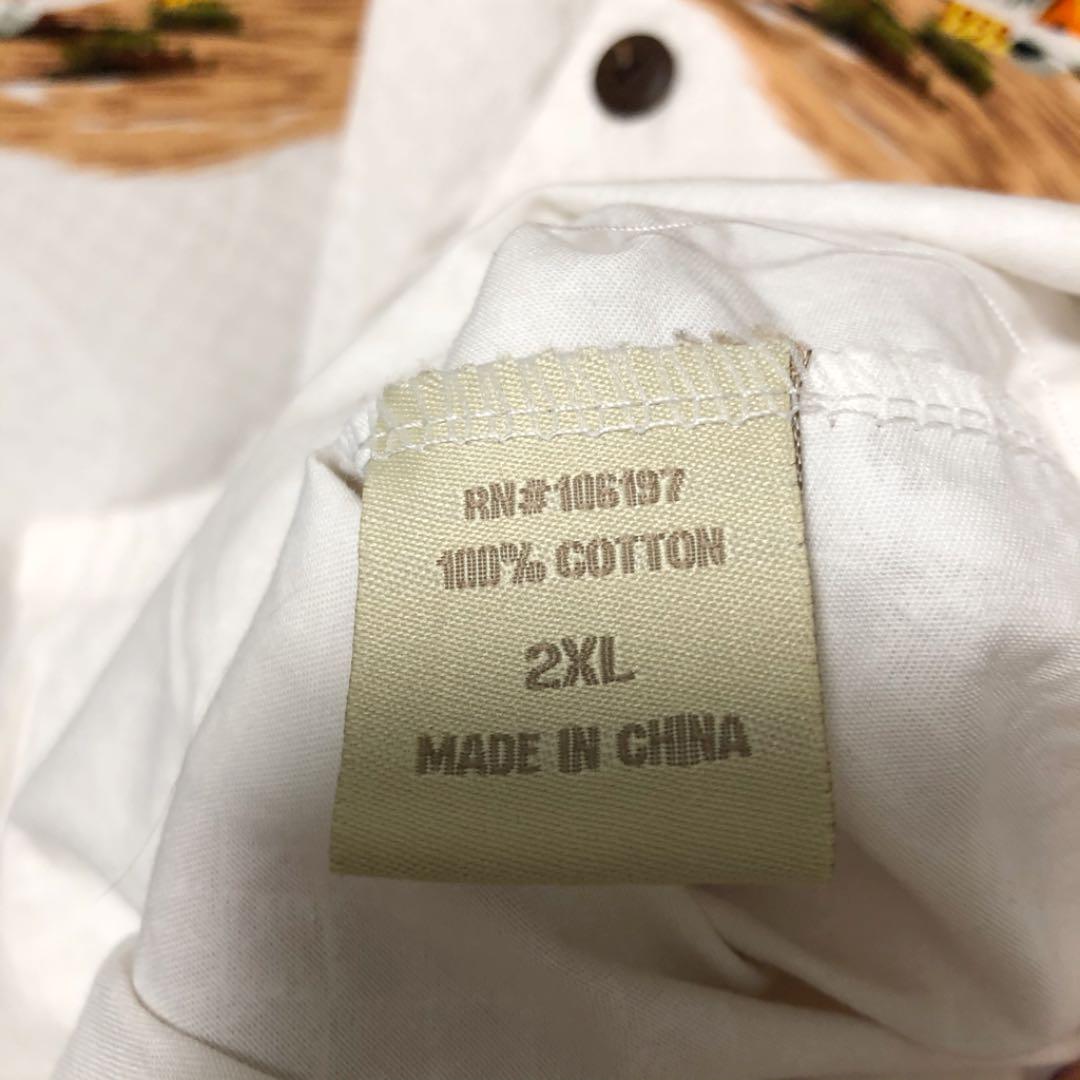 RN#106197
100% COTTON
2XL
MADE IN CHINA